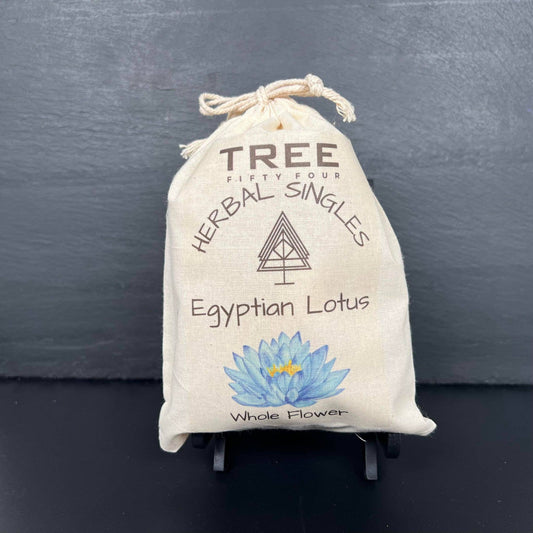 TREE
FIFTY FOUR
HERBAL SINGLES
Egyptian Lotus
Whole Flower